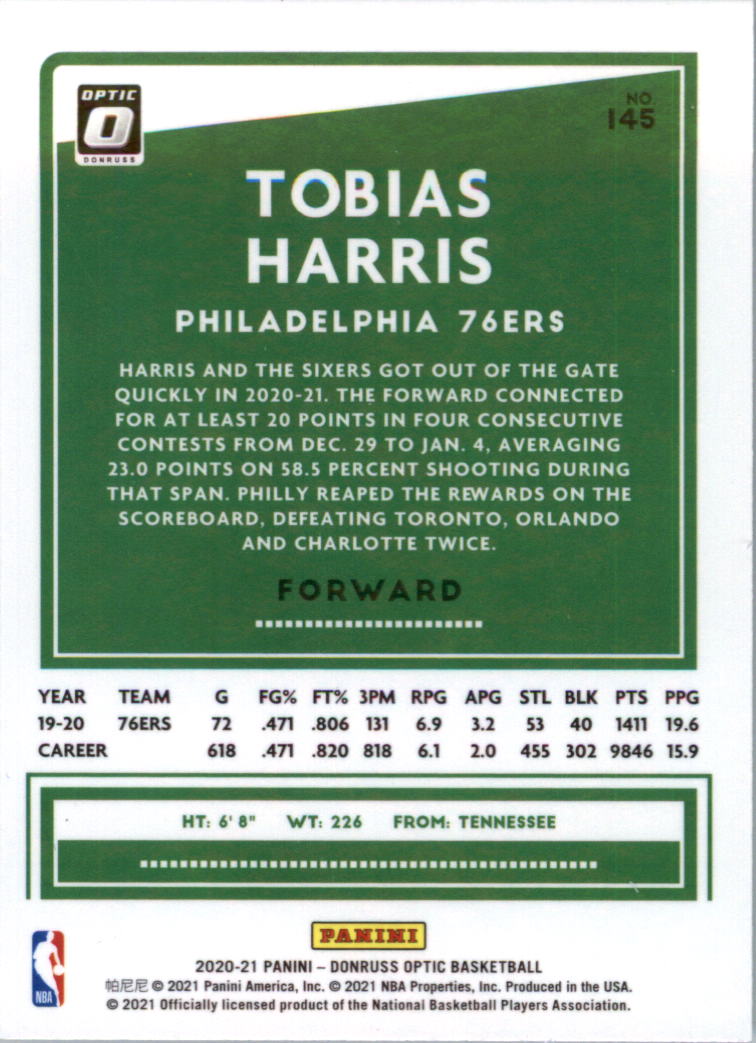 OPTIC
O
DONRUSS
NO.
145
TOBIAS
HARRIS
PHILADELPHIA 76ERS
HARRIS AND THE SIXERS GOT OUT OF THE GATE
QUICKLY IN 2020-21. THE FORWARD CONNECTED
FOR AT LEAST 20 POINTS IN FOUR CONSECUTIVE
CONTESTS FROM DEC. 29 TO JAN. 4, AVERAGING
23.0 POINTS ON 58.5 PERCENT SHOOTING DURING
THAT SPAN. PHILLY REAPED THE REWARDS ON THE
SCOREBOARD, DEFEATING TORONTO, ORLANDO
AND CHARLOTTE TWICE.
FORWARD
YEAR TEAM G FG% FT% 3PM RPG APG STL BLK PTS PPG
19-20 76ERS 72 .471 .806 131 6.9 3.2 53 40 1411 19.6
CAREER 618 .471 .820 818 6.1 2.0 455 302 9846 15.9
HT: 6' 8" WT: 226 FROM: TENNESSEE
PANINI
NBA
2020-21 PANINI – DONRUSS OPTIC BASKETBALL
帕尼尼 © 2021 Panini America, Inc. © 2021 NBA Properties, Inc. Produced in the USA.
© 2021 Officially licensed product of the National Basketball Players Association.